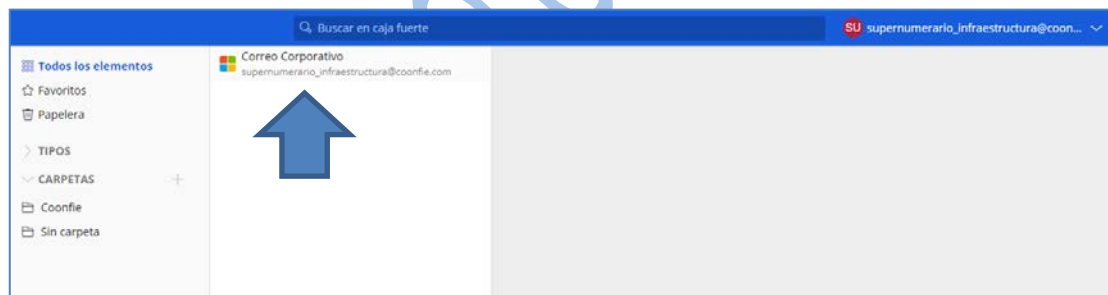 Buscar en caja fuerte
SU supernumerario_infraestructura@coon...
Todos los elementos
Favoritos
Papelera
TIPOS
CARPETAS
Coonfie
Sin carpeta
Correo Corporativo
supernumerario_infraestructura@coonfie.com